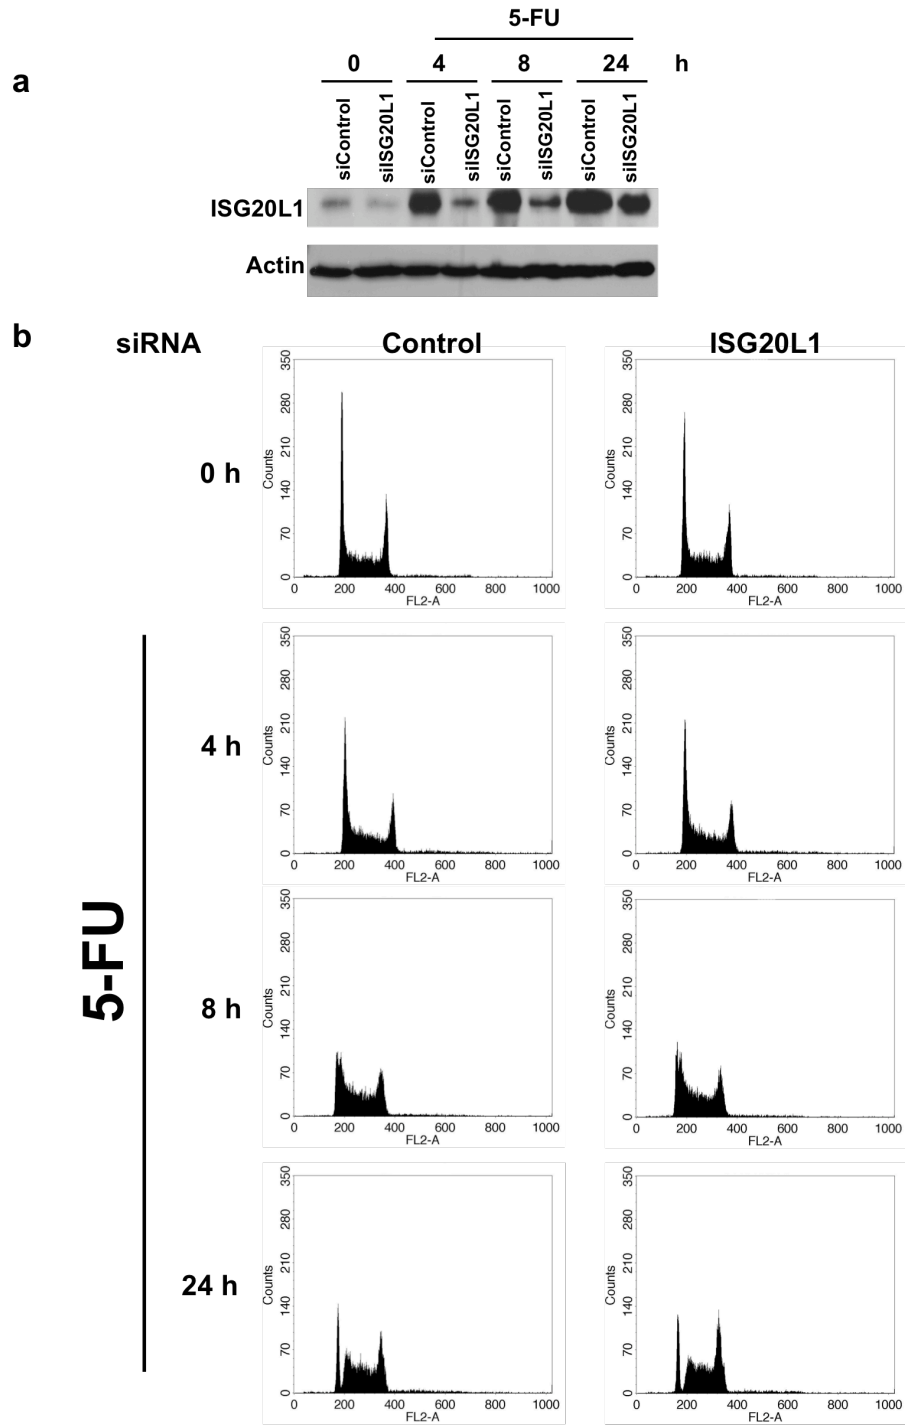 5-FU
0 4 8 24 h
a
siControl siISG20L1 siControl siISG20L1 siControl siISG20L1 siControl siISG20L1
ISG20L1
Actin
b siRNA Control ISG20L1
0 h
Counts
0 70 140 210 280 350
0 200 400 600 800 1000
FL2-A
Counts
0 70 140 210 280 350
0 200 400 600 800 1000
FL2-A
5-FU
4 h
Counts
0 70 140 210 280 350
0 200 400 600 800 1000
FL2-A
Counts
0 70 140 210 280 350
0 200 400 600 800 1000
FL2-A
8 h
Counts
0 70 140 210 280 350
0 200 400 600 800 1000
FL2-A
Counts
0 70 140 210 280 350
0 200 400 600 800 1000
FL2-A
24 h
Counts
0 70 140 210 280 350
0 200 400 600 800 1000
FL2-A
Counts
0 70 140 210 280 350
0 200 400 600 800 1000
FL2-A